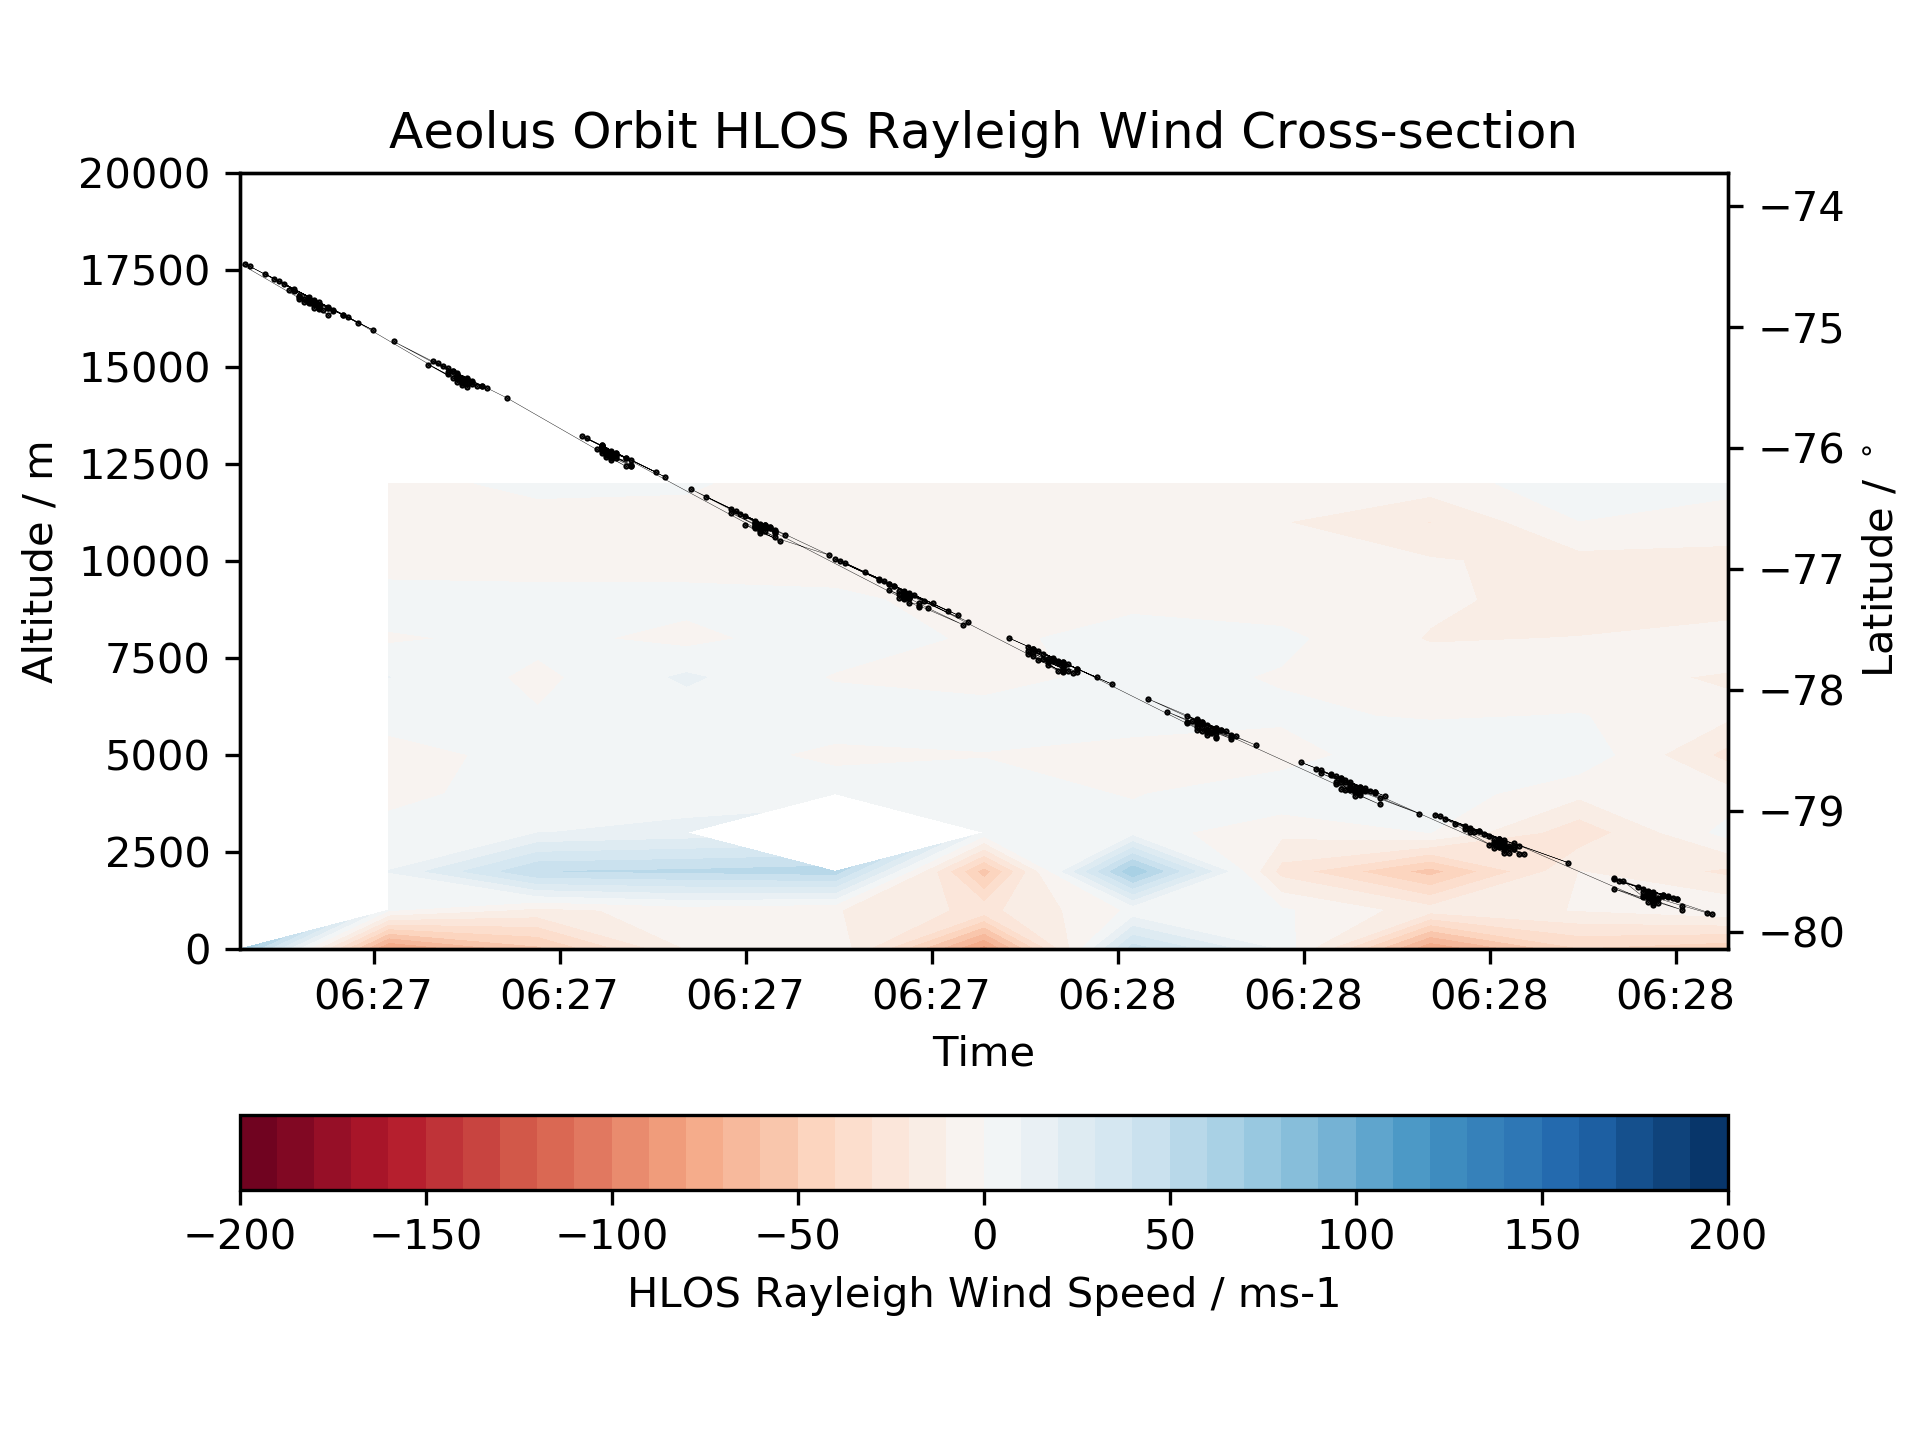 Aeolus Orbit HLOS Rayleigh Wind Cross-section
20000
17500
15000
12500
10000
7500
5000
2500
0
Altitude / m
−74
−75
−76
−77
−78
−79
−80
Latitude / °
06:27 06:27 06:27 06:27 06:28 06:28 06:28 06:28
Time
−200 −150 −100 −50 0 50 100 150 200
HLOS Rayleigh Wind Speed / ms-1